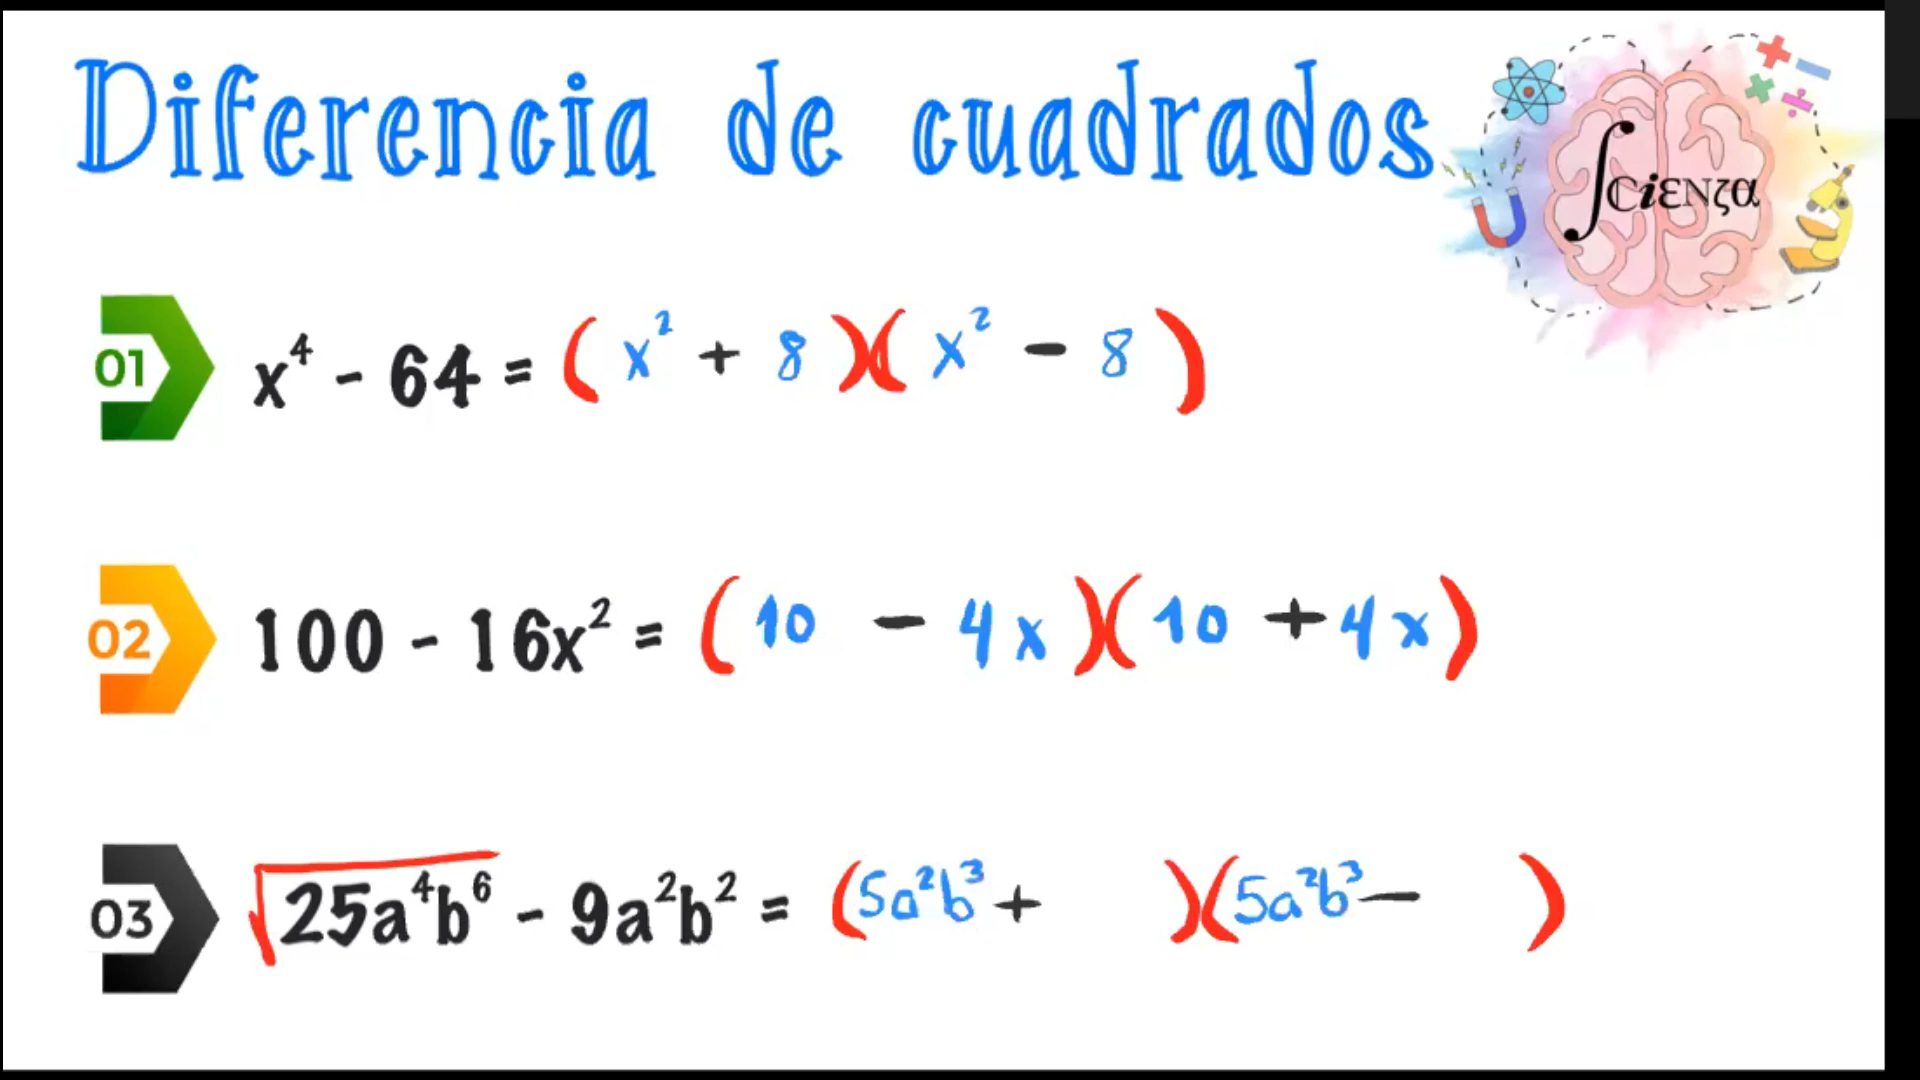 Diferencia de cuadrados
∫CiENζα
01 x⁴ - 64 = (x² + 8)(x² - 8)
02 100 - 16x² = (10 - 4x)(10 + 4x)
03 √25a⁴b⁶ - 9a²b² = (5a²b³ + )(5a²b³ - )